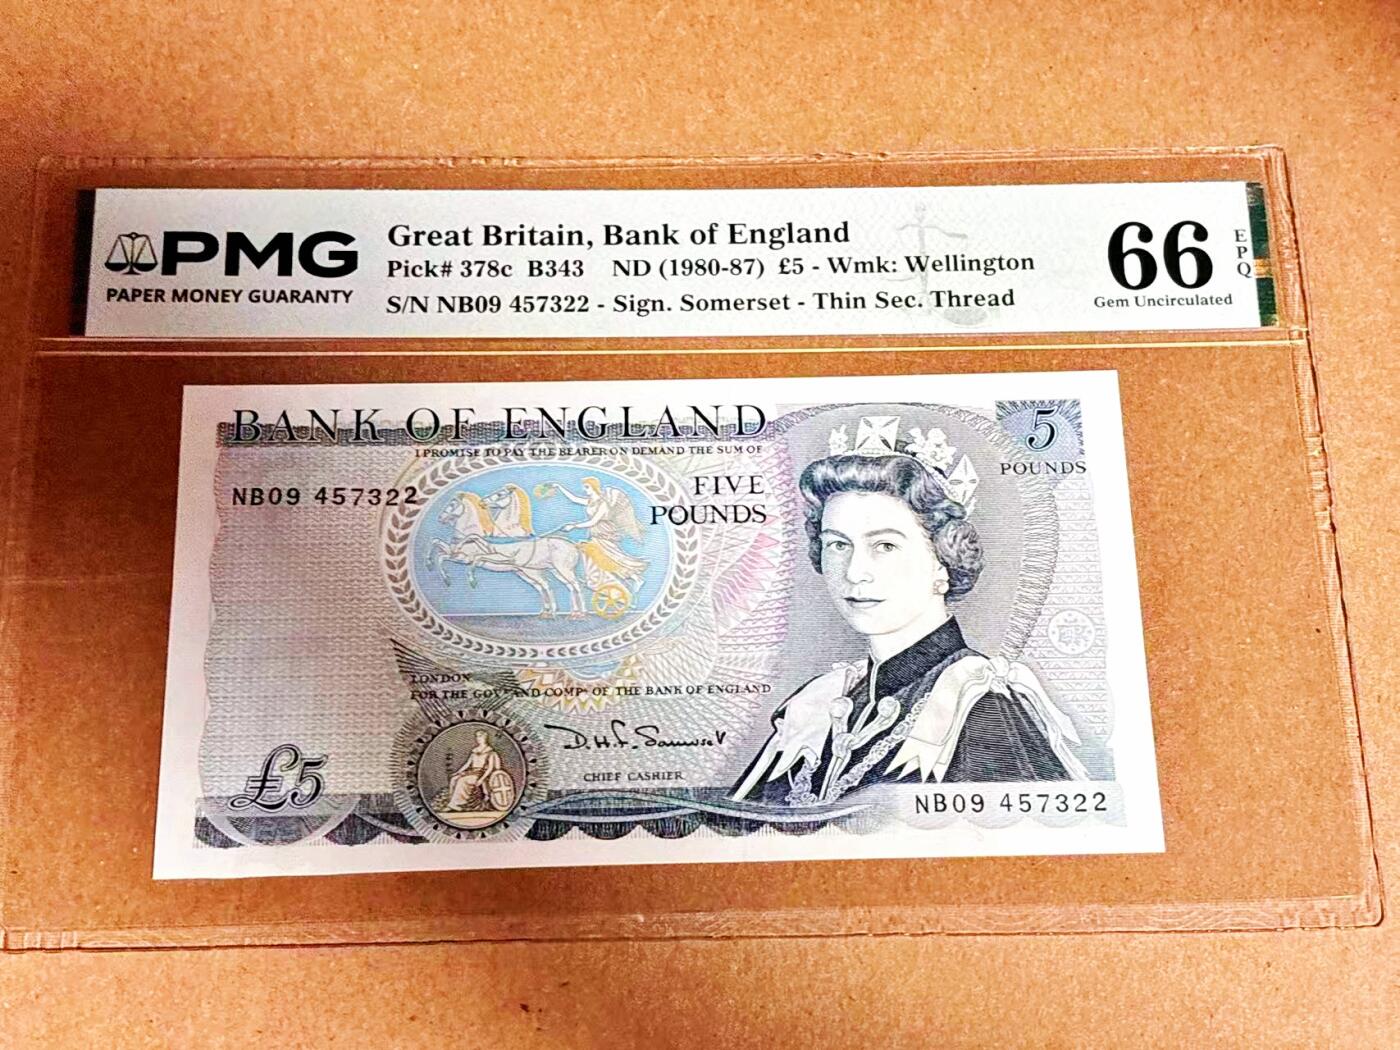 PMG
PAPER MONEY GUARANTY
Great Britain, Bank of England
Pick# 378c B343 ND (1980-87) £5 - Wmk: Wellington
S/N NB09 457322 - Sign. Somerset - Thin Sec. Thread
66
EPQ
Gem Uncirculated
BANK OF ENGLAND
I PROMISE TO PAY THE BEARER ON DEMAND THE SUM OF
5
POUNDS
NB09 457322
FIVE
POUNDS
LONDON
FOR THE GOVR AND COMPA OF THE BANK OF ENGLAND
D.H.F. Somerset
CHIEF CASHIER
£5
NB09 457322